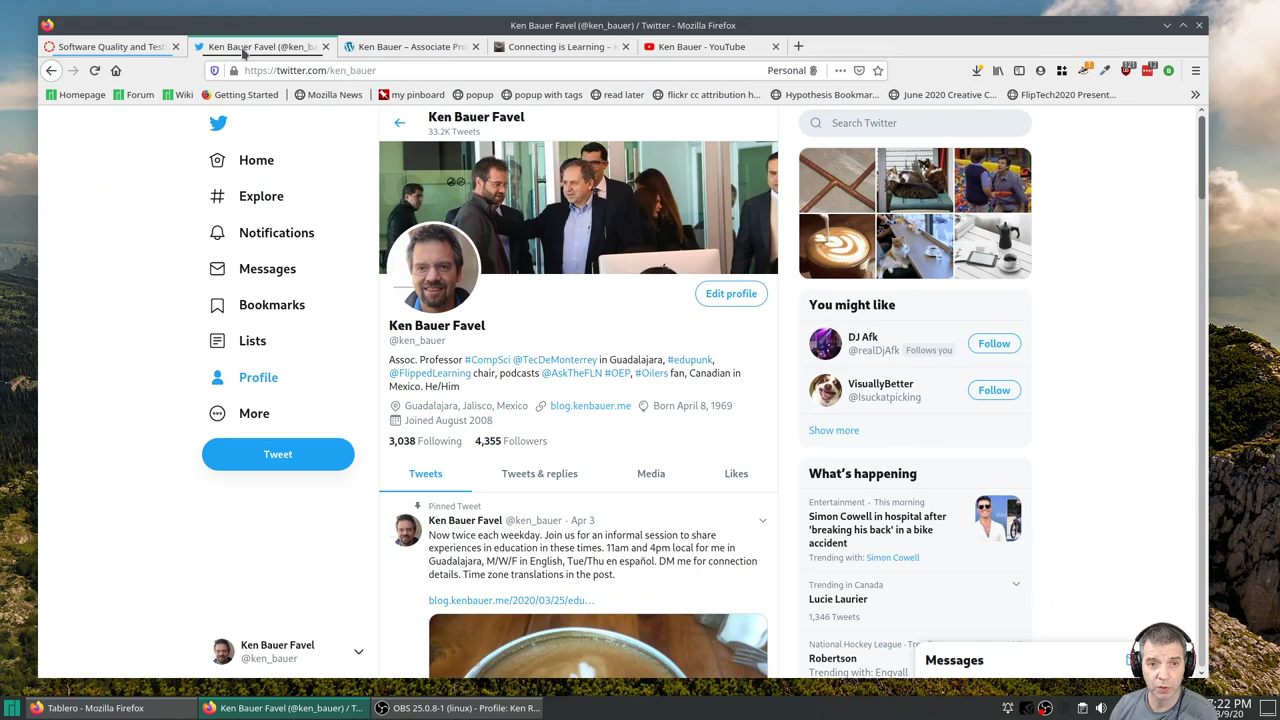 Ken Bauer Favel (@ken_bauer) / Twitter - Mozilla Firefox
Software Quality and Test
Ken Bauer Favel (@ken_ba
Ken Bauer – Associate Pro
Connecting is Learning –
Ken Bauer - YouTube
https://twitter.com/ken_bauer
Personal
Homepage
Forum
Wiki
Getting Started
Mozilla News
my pinboard
popup
popup with tags
read later
flickr cc attribution h...
Hypothesis Bookmar...
June 2020 Creative C...
FlipTech2020 Present...
Home
Explore
Notifications
Messages
Bookmarks
Lists
Profile
More
Tweet
Ken Bauer Favel
@ken_bauer
Ken Bauer Favel
33.2K Tweets
Edit profile
Ken Bauer Favel
@ken_bauer
Assoc. Professor #CompSci @TecDeMonterrey in Guadalajara, #edupunk,
@FlippedLearning chair, podcasts @AskTheFLN #OEP, #Oilers fan, Canadian in
Mexico. He/Him
Guadalajara, Jalisco, Mexico blog.kenbauer.me Born April 8, 1969
Joined August 2008
3,038 Following 4,355 Followers
Tweets Tweets & replies Media Likes
Pinned Tweet
Ken Bauer Favel @ken_bauer · Apr 3
Now twice each weekday. Join us for an informal session to share
experiences in education in these times. 11am and 4pm local for me in
Guadalajara, M/W/F in English, Tue/Thu en español. DM me for connection
details. Time zone translations in the post.
blog.kenbauer.me/2020/03/25/edu...
Search Twitter
You might like
DJ Afk
@realDjAfk Follows you
Follow
VisuallyBetter
@Isuckatpicking
Follow
Show more
What's happening
Entertainment · This morning
Simon Cowell in hospital after
'breaking his back' in a bike
accident
Trending with: Simon Cowell
Trending in Canada
Lucie Laurier
1,346 Tweets
National Hockey League ·
Robertson
Trending with: Engvall
Messages
Tablero - Mozilla Firefox
Ken Bauer Favel (@ken_bauer) / T...
OBS 25.0.8-1 (linux) - Profile: Ken R...
7:22 PM
8/9/20